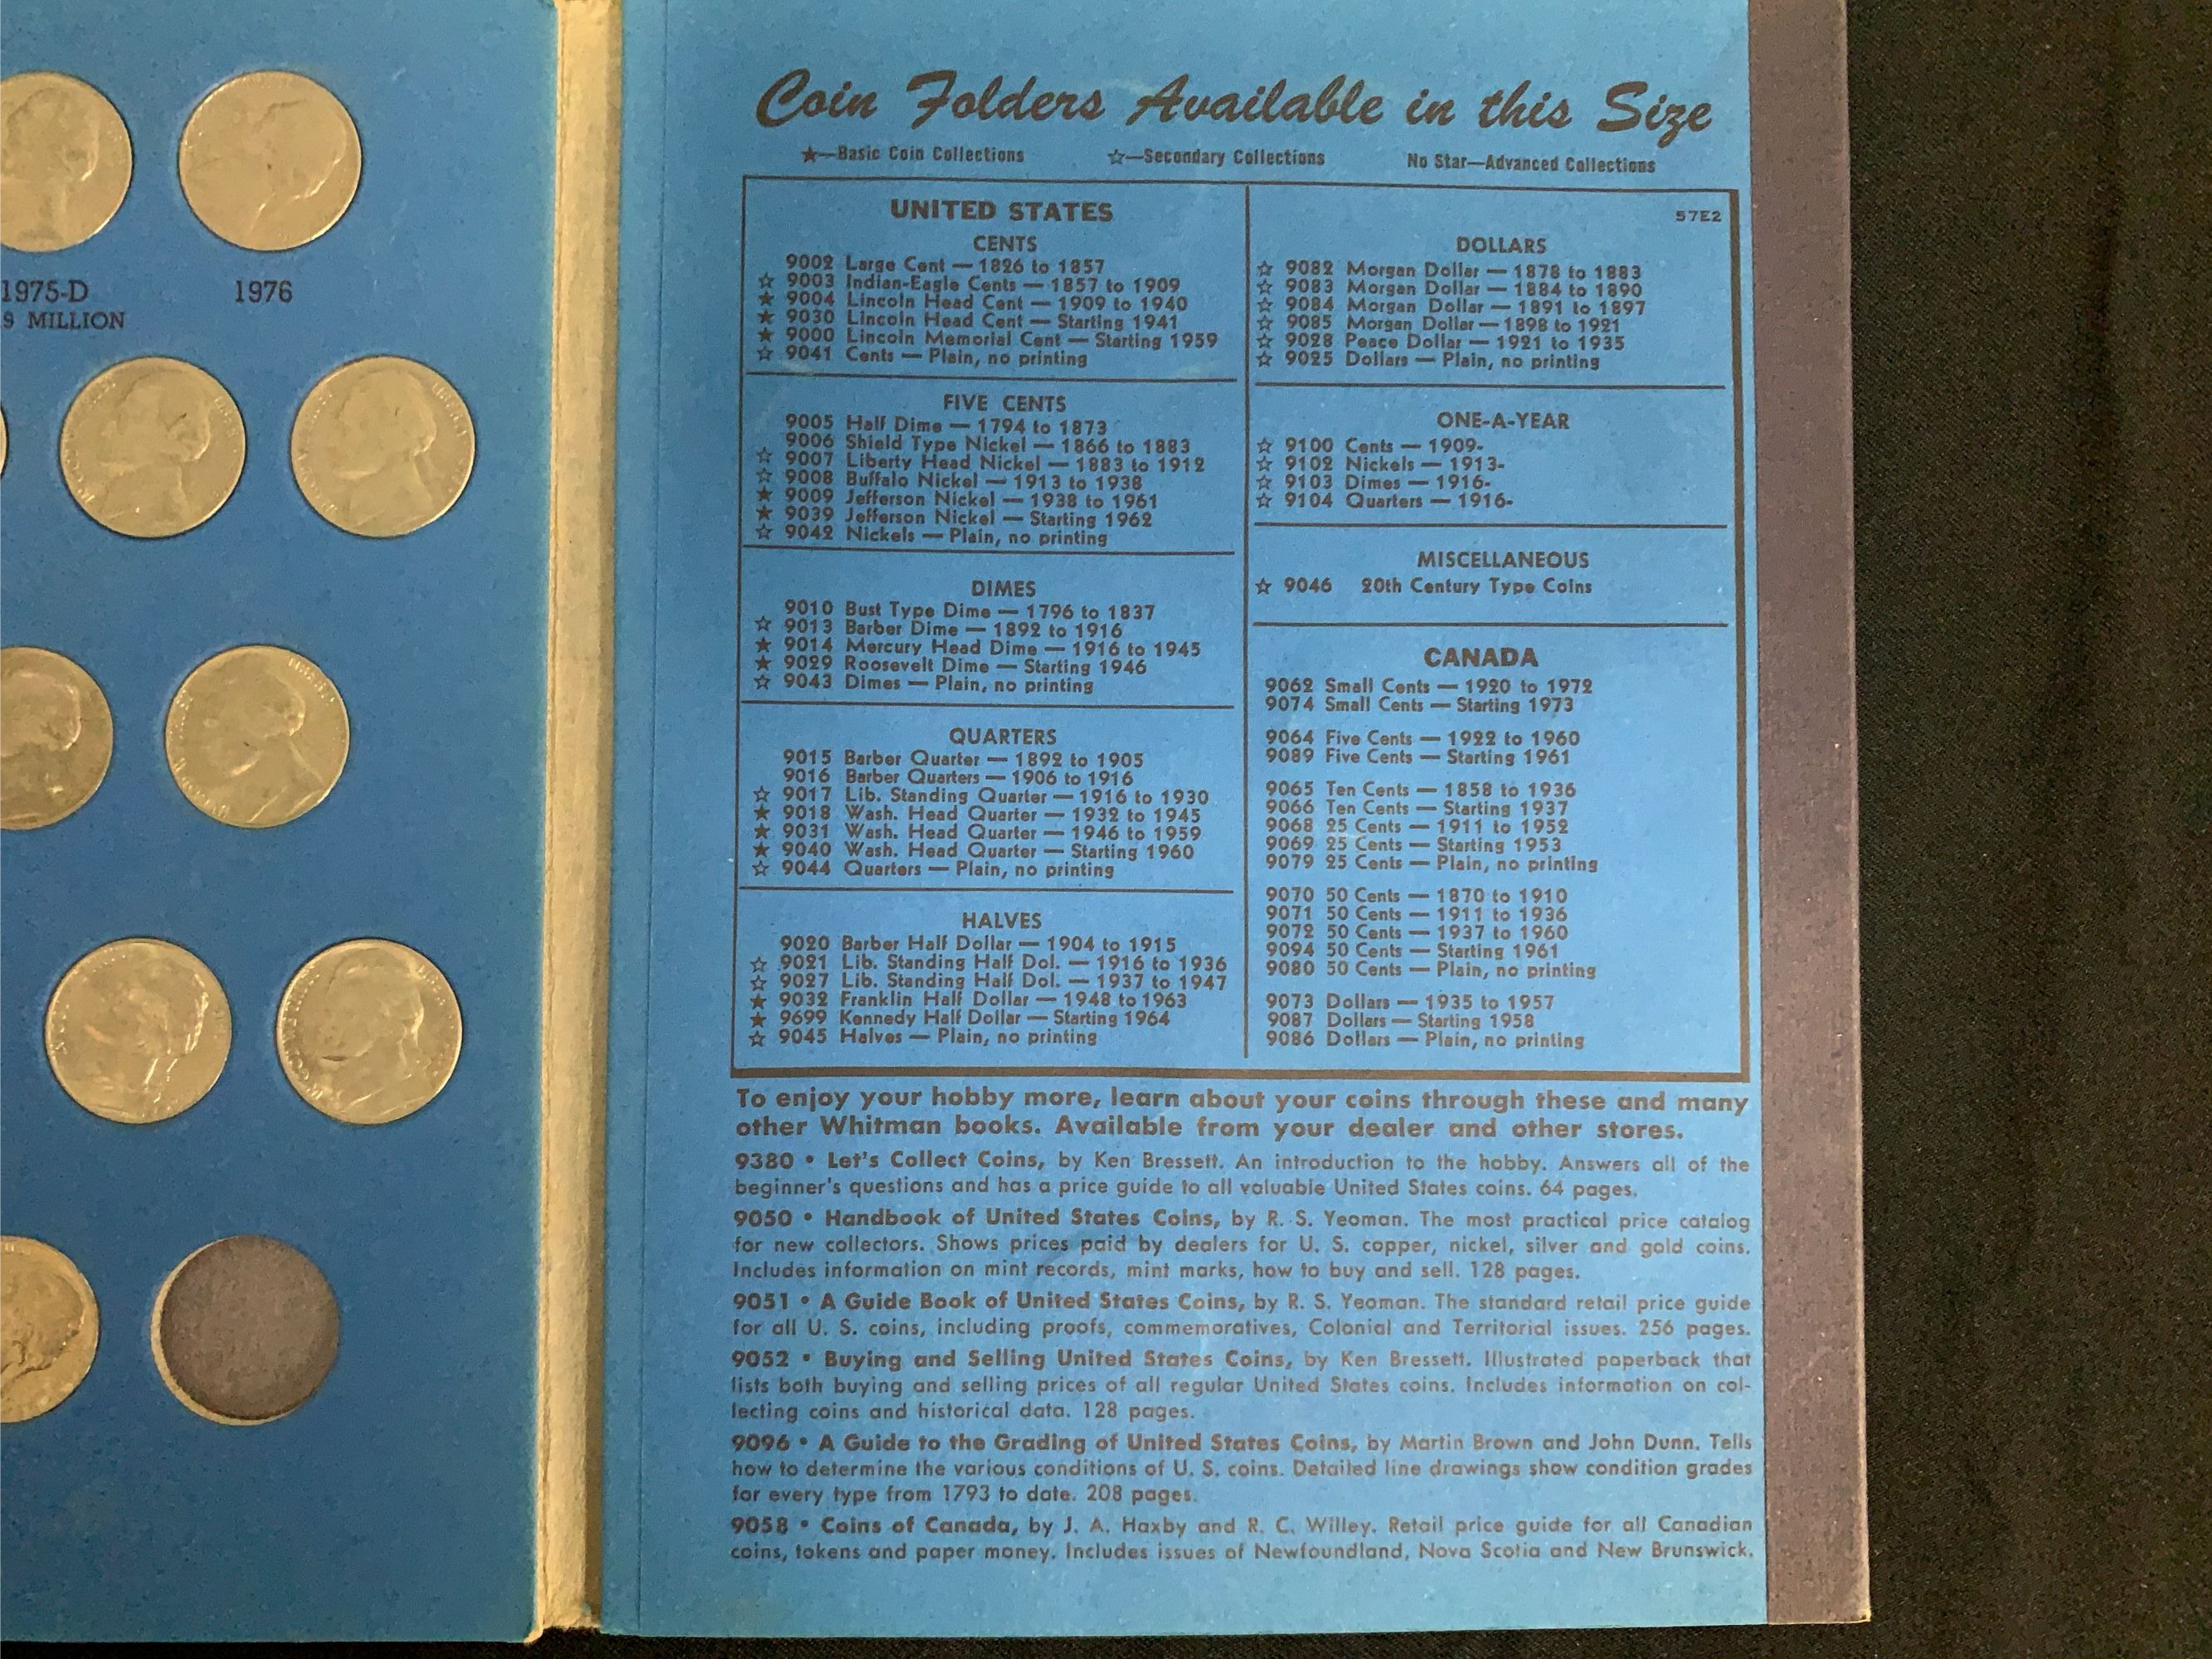 1975-D
9 MILLION
1976
Coin Folders Available in this Size
★—Basic Coin Collections ☆—Secondary Collections No Star—Advanced Collections
UNITED STATES
CENTS
9002 Large Cent — 1826 to 1857
☆ 9003 Indian-Eagle Cents — 1857 to 1909
★ 9004 Lincoln Head Cent — 1909 to 1940
★ 9030 Lincoln Head Cent — Starting 1941
★ 9000 Lincoln Memorial Cent — Starting 1959
☆ 9041 Cents — Plain, no printing
FIVE CENTS
9005 Half Dime — 1794 to 1873
9006 Shield Type Nickel — 1866 to 1883
☆ 9007 Liberty Head Nickel — 1883 to 1912
☆ 9008 Buffalo Nickel — 1913 to 1938
★ 9009 Jefferson Nickel — 1938 to 1961
★ 9039 Jefferson Nickel — Starting 1962
☆ 9042 Nickels — Plain, no printing
DIMES
9010 Bust Type Dime — 1796 to 1837
☆ 9013 Barber Dime — 1892 to 1916
★ 9014 Mercury Head Dime — 1916 to 1945
★ 9029 Roosevelt Dime — Starting 1946
☆ 9043 Dimes — Plain, no printing
QUARTERS
9015 Barber Quarter — 1892 to 1905
9016 Barber Quarters — 1906 to 1916
☆ 9017 Lib. Standing Quarter — 1916 to 1930
★ 9018 Wash. Head Quarter — 1932 to 1945
★ 9031 Wash. Head Quarter — 1946 to 1959
★ 9040 Wash. Head Quarter — Starting 1960
☆ 9044 Quarters — Plain, no printing
HALVES
9020 Barber Half Dollar — 1904 to 1915
☆ 9021 Lib. Standing Half Dol. — 1916 to 1936
☆ 9027 Lib. Standing Half Dol. — 1937 to 1947
★ 9032 Franklin Half Dollar — 1948 to 1963
★ 9699 Kennedy Half Dollar — Starting 1964
☆ 9045 Halves — Plain, no printing
57E2
DOLLARS
☆ 9082 Morgan Dollar — 1878 to 1883
☆ 9083 Morgan Dollar — 1884 to 1890
☆ 9084 Morgan Dollar — 1891 to 1897
☆ 9085 Morgan Dollar — 1898 to 1921
☆ 9028 Peace Dollar — 1921 to 1935
☆ 9025 Dollars — Plain, no printing
ONE-A-YEAR
☆ 9100 Cents — 1909-
☆ 9102 Nickels — 1913-
☆ 9103 Dimes — 1916-
☆ 9104 Quarters — 1916-
MISCELLANEOUS
☆ 9046 20th Century Type Coins
CANADA
9062 Small Cents — 1920 to 1972
9074 Small Cents — Starting 1973
9064 Five Cents — 1922 to 1960
9089 Five Cents — Starting 1961
9065 Ten Cents — 1858 to 1936
9066 Ten Cents — Starting 1937
9068 25 Cents — 1911 to 1952
9069 25 Cents — Starting 1953
9079 25 Cents — Plain, no printing
9070 50 Cents — 1870 to 1910
9071 50 Cents — 1911 to 1936
9072 50 Cents — 1937 to 1960
9094 50 Cents — Starting 1961
9080 50 Cents — Plain, no printing
9073 Dollars — 1935 to 1957
9087 Dollars — Starting 1958
9086 Dollars — Plain, no printing
To enjoy your hobby more, learn about your coins through these and many
other Whitman books. Available from your dealer and other stores.
9380 • Let's Collect Coins, by Ken Bressett. An introduction to the hobby. Answers all of the
beginner's questions and has a price guide to all valuable United States coins. 64 pages.
9050 • Handbook of United States Coins, by R. S. Yeoman. The most practical price catalog
for new collectors. Shows prices paid by dealers for U. S. copper, nickel, silver and gold coins.
Includes information on mint records, mint marks, how to buy and sell. 128 pages.
9051 • A Guide Book of United States Coins, by R. S. Yeoman. The standard retail price guide
for all U. S. coins, including proofs, commemoratives, Colonial and Territorial issues. 256 pages.
9052 • Buying and Selling United States Coins, by Ken Bressett. Illustrated paperback that
lists both buying and selling prices of all regular United States coins. Includes information on col-
lecting coins and historical data. 128 pages.
9096 • A Guide to the Grading of United States Coins, by Martin Brown and John Dunn. Tells
how to determine the various conditions of U. S. coins. Detailed line drawings show condition grades
for every type from 1793 to date. 208 pages.
9058 • Coins of Canada, by J. A. Haxby and R. C. Willey. Retail price guide for all Canadian
coins, tokens and paper money. Includes issues of Newfoundland, Nova Scotia and New Brunswick.